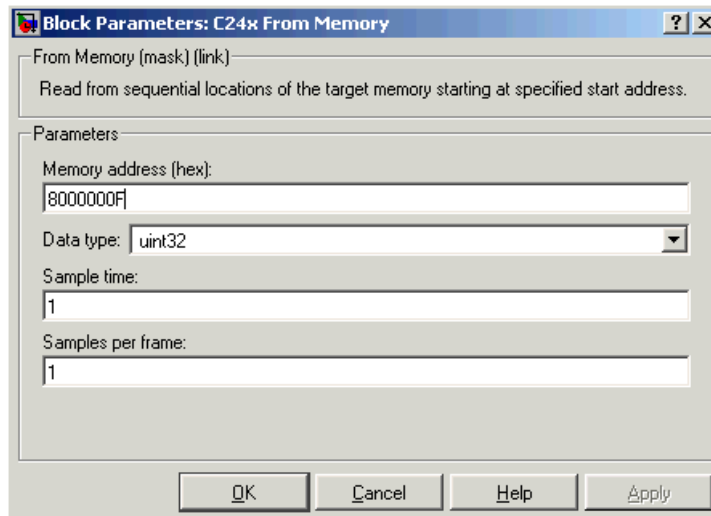 Block Parameters: C24x From Memory
From Memory (mask) (link)
Read from sequential locations of the target memory starting at specified start address.
Parameters
Memory address (hex):
8000000F
Data type: uint32
Sample time:
1
Samples per frame:
1
OK Cancel Help Apply